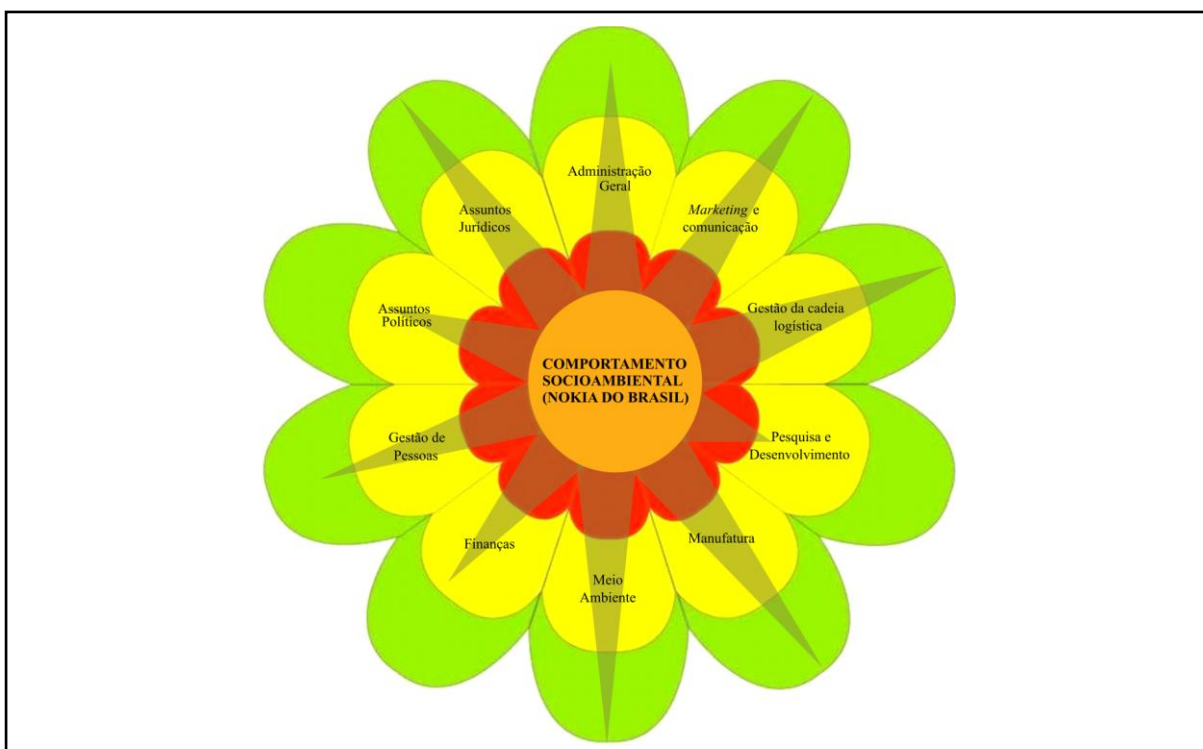 Administração
Geral
Marketing e
comunicação
Gestão da cadeia
logística
Pesquisa e
Desenvolvimento
Manufatura
Meio
Ambiente
Finanças
Gestão de
Pessoas
Assuntos
Políticos
Assuntos
Jurídicos
COMPORTAMENTO
SOCIOAMBIENTAL
(NOKIA DO BRASIL)